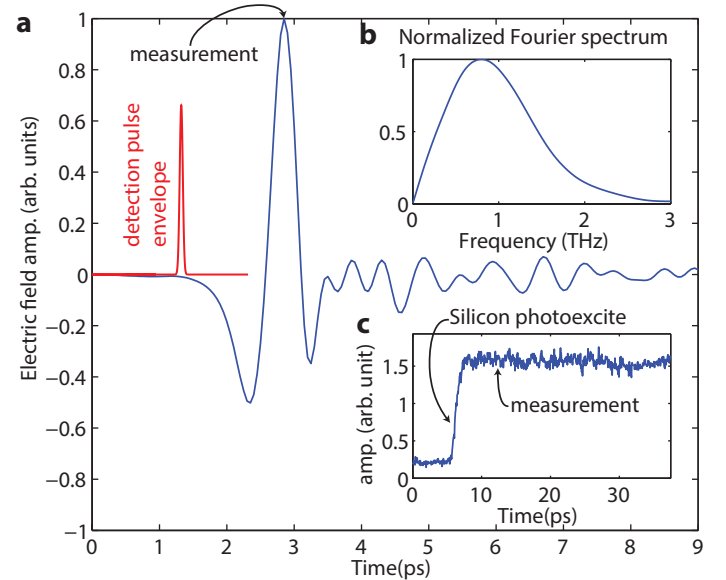 a
measurement
detection pulse
envelope
Electric field amp. (arb. units)
1
0.8
0.6
0.4
0.2
0
−0.2
−0.4
−0.6
−0.8
−1
0 1 2 3 4 5 6 7 8 9
Time(ps)
b Normalized Fourier spectrum
1
0.5
0
0 1 2 3
Frequency (THz)
c Silicon photoexcite
measurement
amp. (arb. unit)
1.5
1
0.5
0
0 10 20 30
Time(ps)